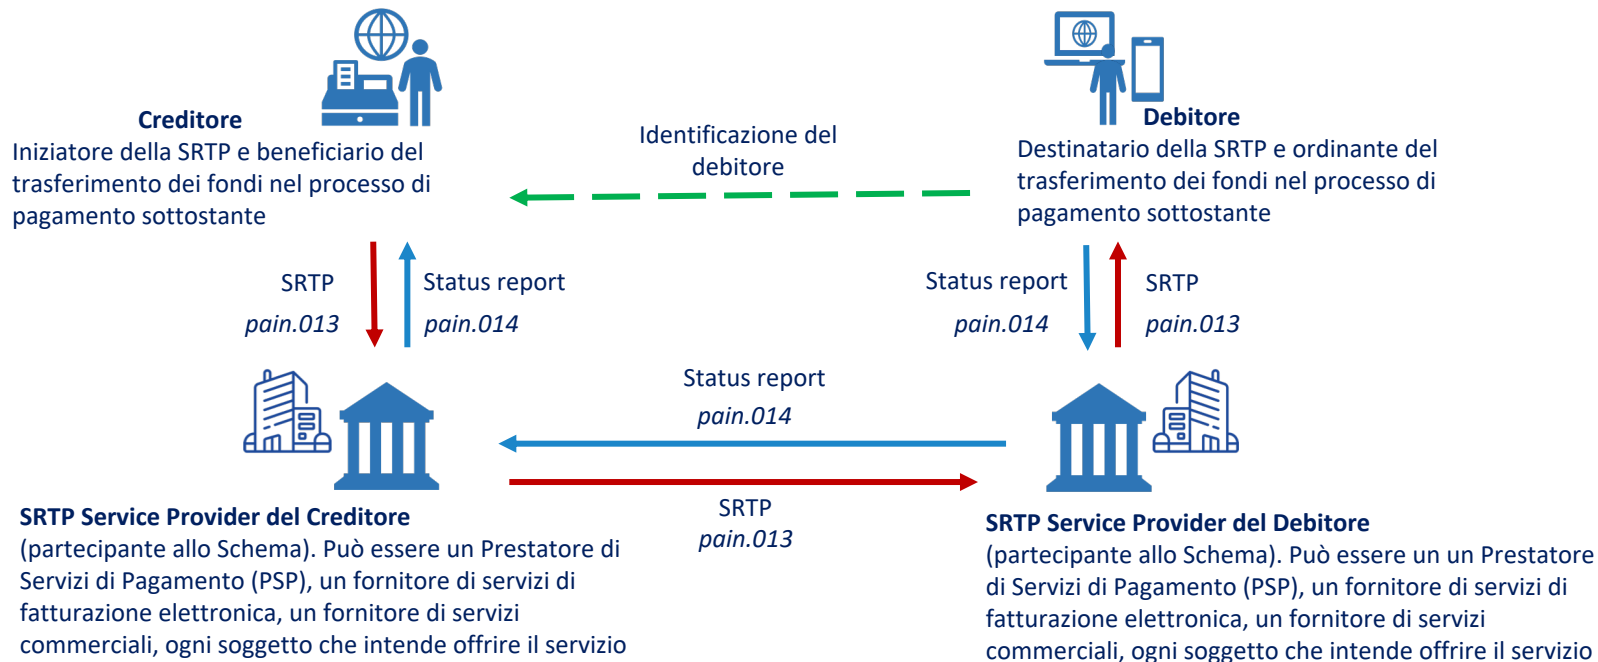 Creditore
Iniziatore della SRTP e beneficiario del
trasferimento dei fondi nel processo di
pagamento sottostante
Identificazione del
debitore
Debitore
Destinatario della SRTP e ordinante del
trasferimento dei fondi nel processo di
pagamento sottostante
SRTP
pain.013
Status report
pain.014
Status report
pain.014
SRTP
pain.013
Status report
pain.014
SRTP
pain.013
SRTP Service Provider del Creditore
(partecipante allo Schema). Può essere un Prestatore di
Servizi di Pagamento (PSP), un fornitore di servizi di
fatturazione elettronica, un fornitore di servizi
commerciali, ogni soggetto che intende offrire il servizio
SRTP Service Provider del Debitore
(partecipante allo Schema). Può essere un un Prestatore
di Servizi di Pagamento (PSP), un fornitore di servizi di
fatturazione elettronica, un fornitore di servizi
commerciali, ogni soggetto che intende offrire il servizio